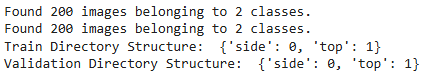 Found 200 images belonging to 2 classes.
Found 200 images belonging to 2 classes.
Train Directory Structure:  {'side': 0, 'top': 1}
Validation Directory Structure:  {'side': 0, 'top': 1}